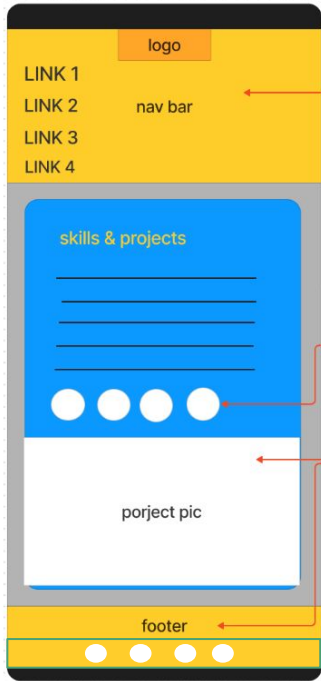 logo
LINK 1
LINK 2
nav bar
LINK 3
LINK 4
skills & projects
porject pic
footer